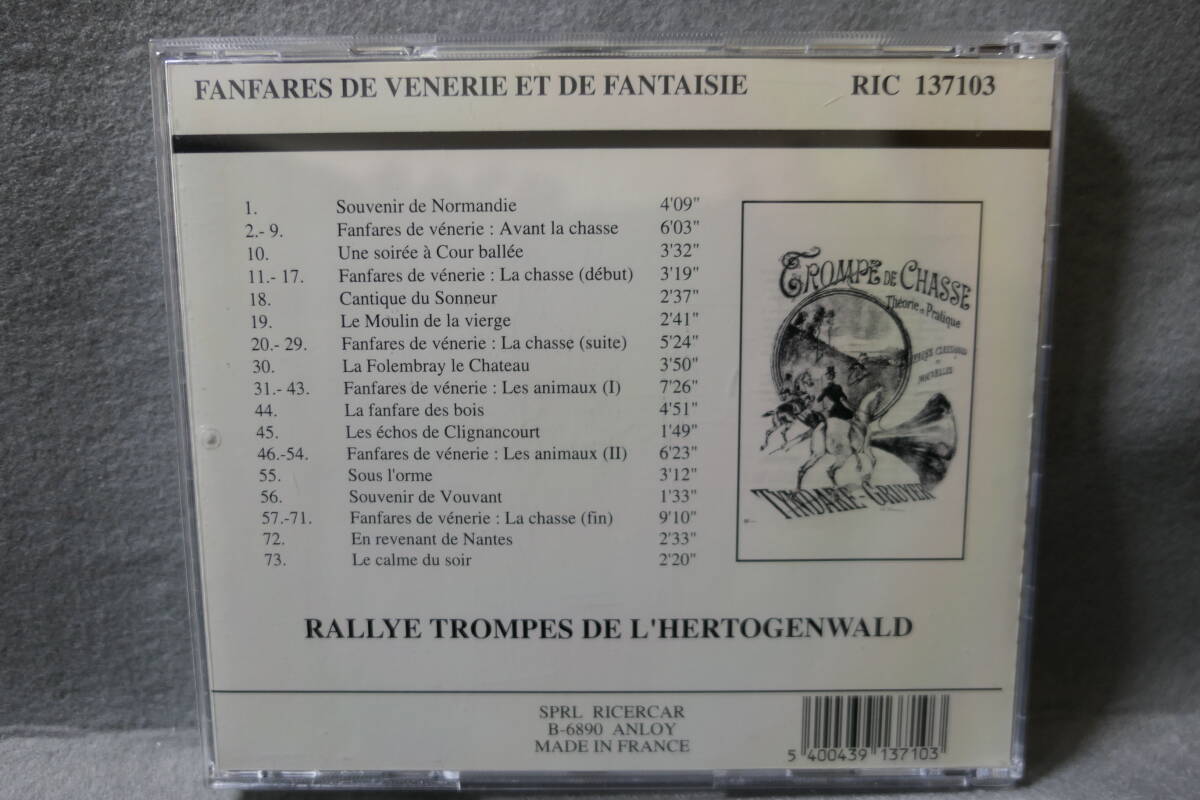 FANFARES DE VENERIE ET DE FANTAISIE RIC 137103
1. Souvenir de Normandie 4'09"
2.- 9. Fanfares de vénerie : Avant la chasse 6'03"
10. Une soirée à Cour ballée 3'32"
11.- 17. Fanfares de vénerie : La chasse (début) 3'19"
18. Cantique du Sonneur 2'37"
19. Le Moulin de la vierge 2'41"
20.- 29. Fanfares de vénerie : La chasse (suite) 5'24"
30. La Folembray le Chateau 3'50"
31.- 43. Fanfares de vénerie : Les animaux (I) 7'26"
44. La fanfare des bois 4'51"
45. Les échos de Clignancourt 1'49"
46.-54. Fanfares de vénerie : Les animaux (II) 6'23"
55. Sous l'orme 3'12"
56. Souvenir de Vouvant 1'33"
57.-71. Fanfares de vénerie : La chasse (fin) 9'10"
72. En revenant de Nantes 2'33"
73. Le calme du soir 2'20"
TROMPE DE CHASSE
Théorie et Pratique
NOUVELLES
TYNDARE-GRUYER
RALLYE TROMPES DE L'HERTOGENWALD
SPRL RICERCAR
B-6890 ANLOY
MADE IN FRANCE
5 400439 137103